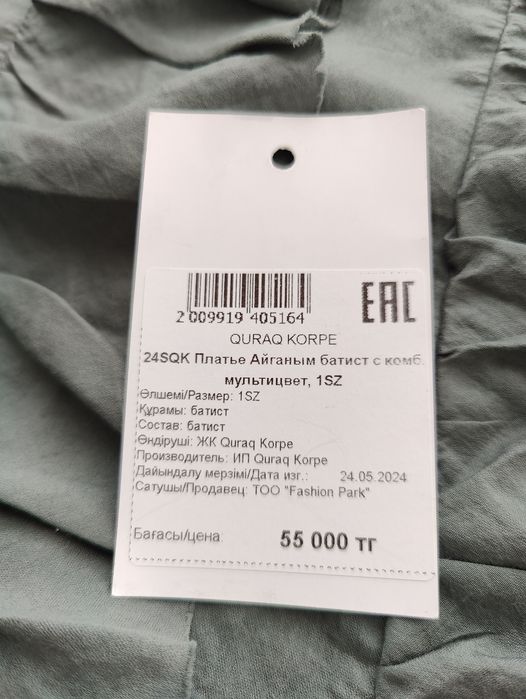 EAC
2 009919 405164
QURAQ KORPE
24SQK Платье Айганым батист с комб.
мультицвет, 1SZ
Өлшемі/Размер: 1SZ
Құрамы: батист
Состав: батист
Өндіруші: ЖК Quraq Korpe
Производитель: ИП Quraq Korpe
Дайындалу мерзімі/Дата изг.: 24.05.2024
Сатушы/Продавец: ТОО "Fashion Park"
Бағасы/цена: 55 000 тг